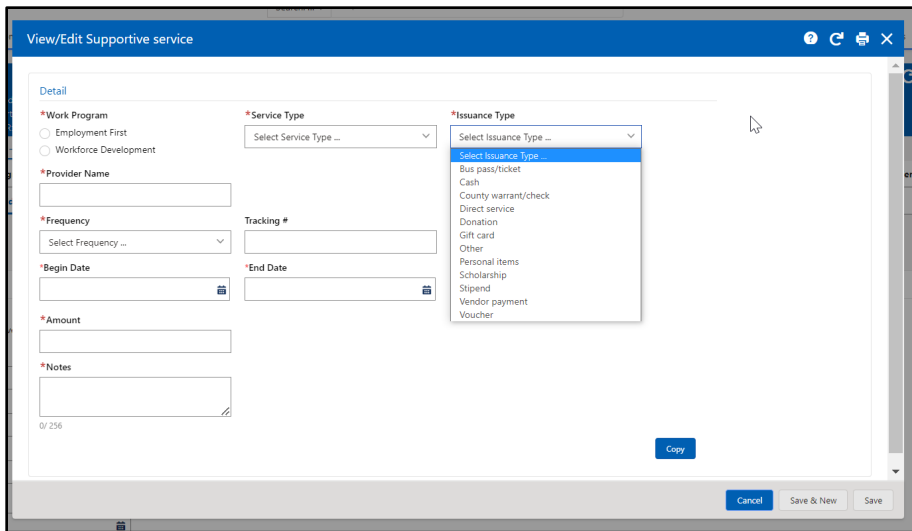 View/Edit Supportive service
Detail
*Work Program
Employment First
Workforce Development
*Service Type
Select Service Type ...
*Issuance Type
Select Issuance Type ...
Select Issuance Type ...
Bus pass/ticket
Cash
County warrant/check
Direct service
Donation
Gift card
Other
Personal items
Scholarship
Stipend
Vendor payment
Voucher
*Provider Name
*Frequency
Select Frequency ...
Tracking #
*Begin Date
*End Date
*Amount
*Notes
0/ 256
Copy
Cancel
Save & New
Save